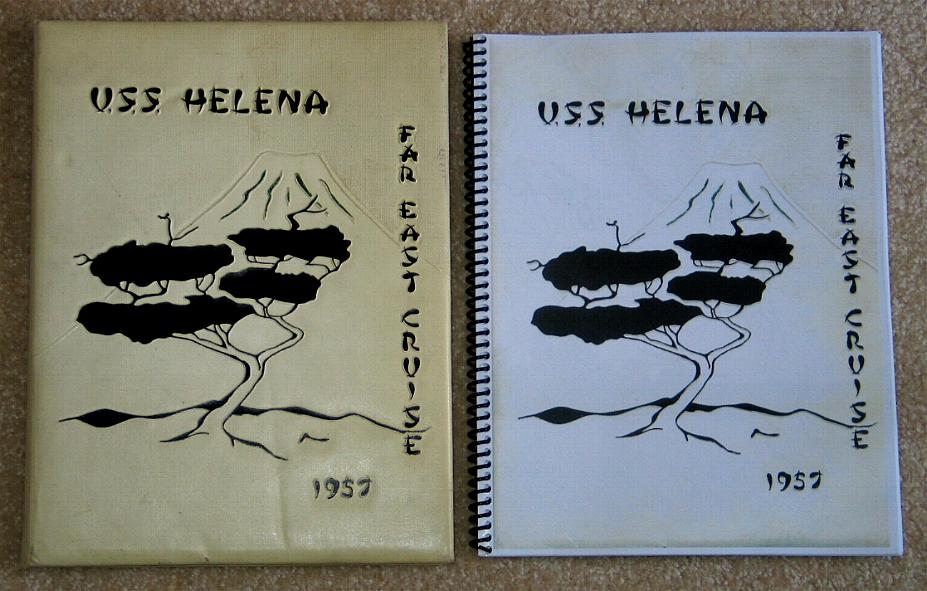 U.S.S. HELENA
FAR EAST CRUISE
1957
U.S.S. HELENA
FAR EAST CRUISE
1957